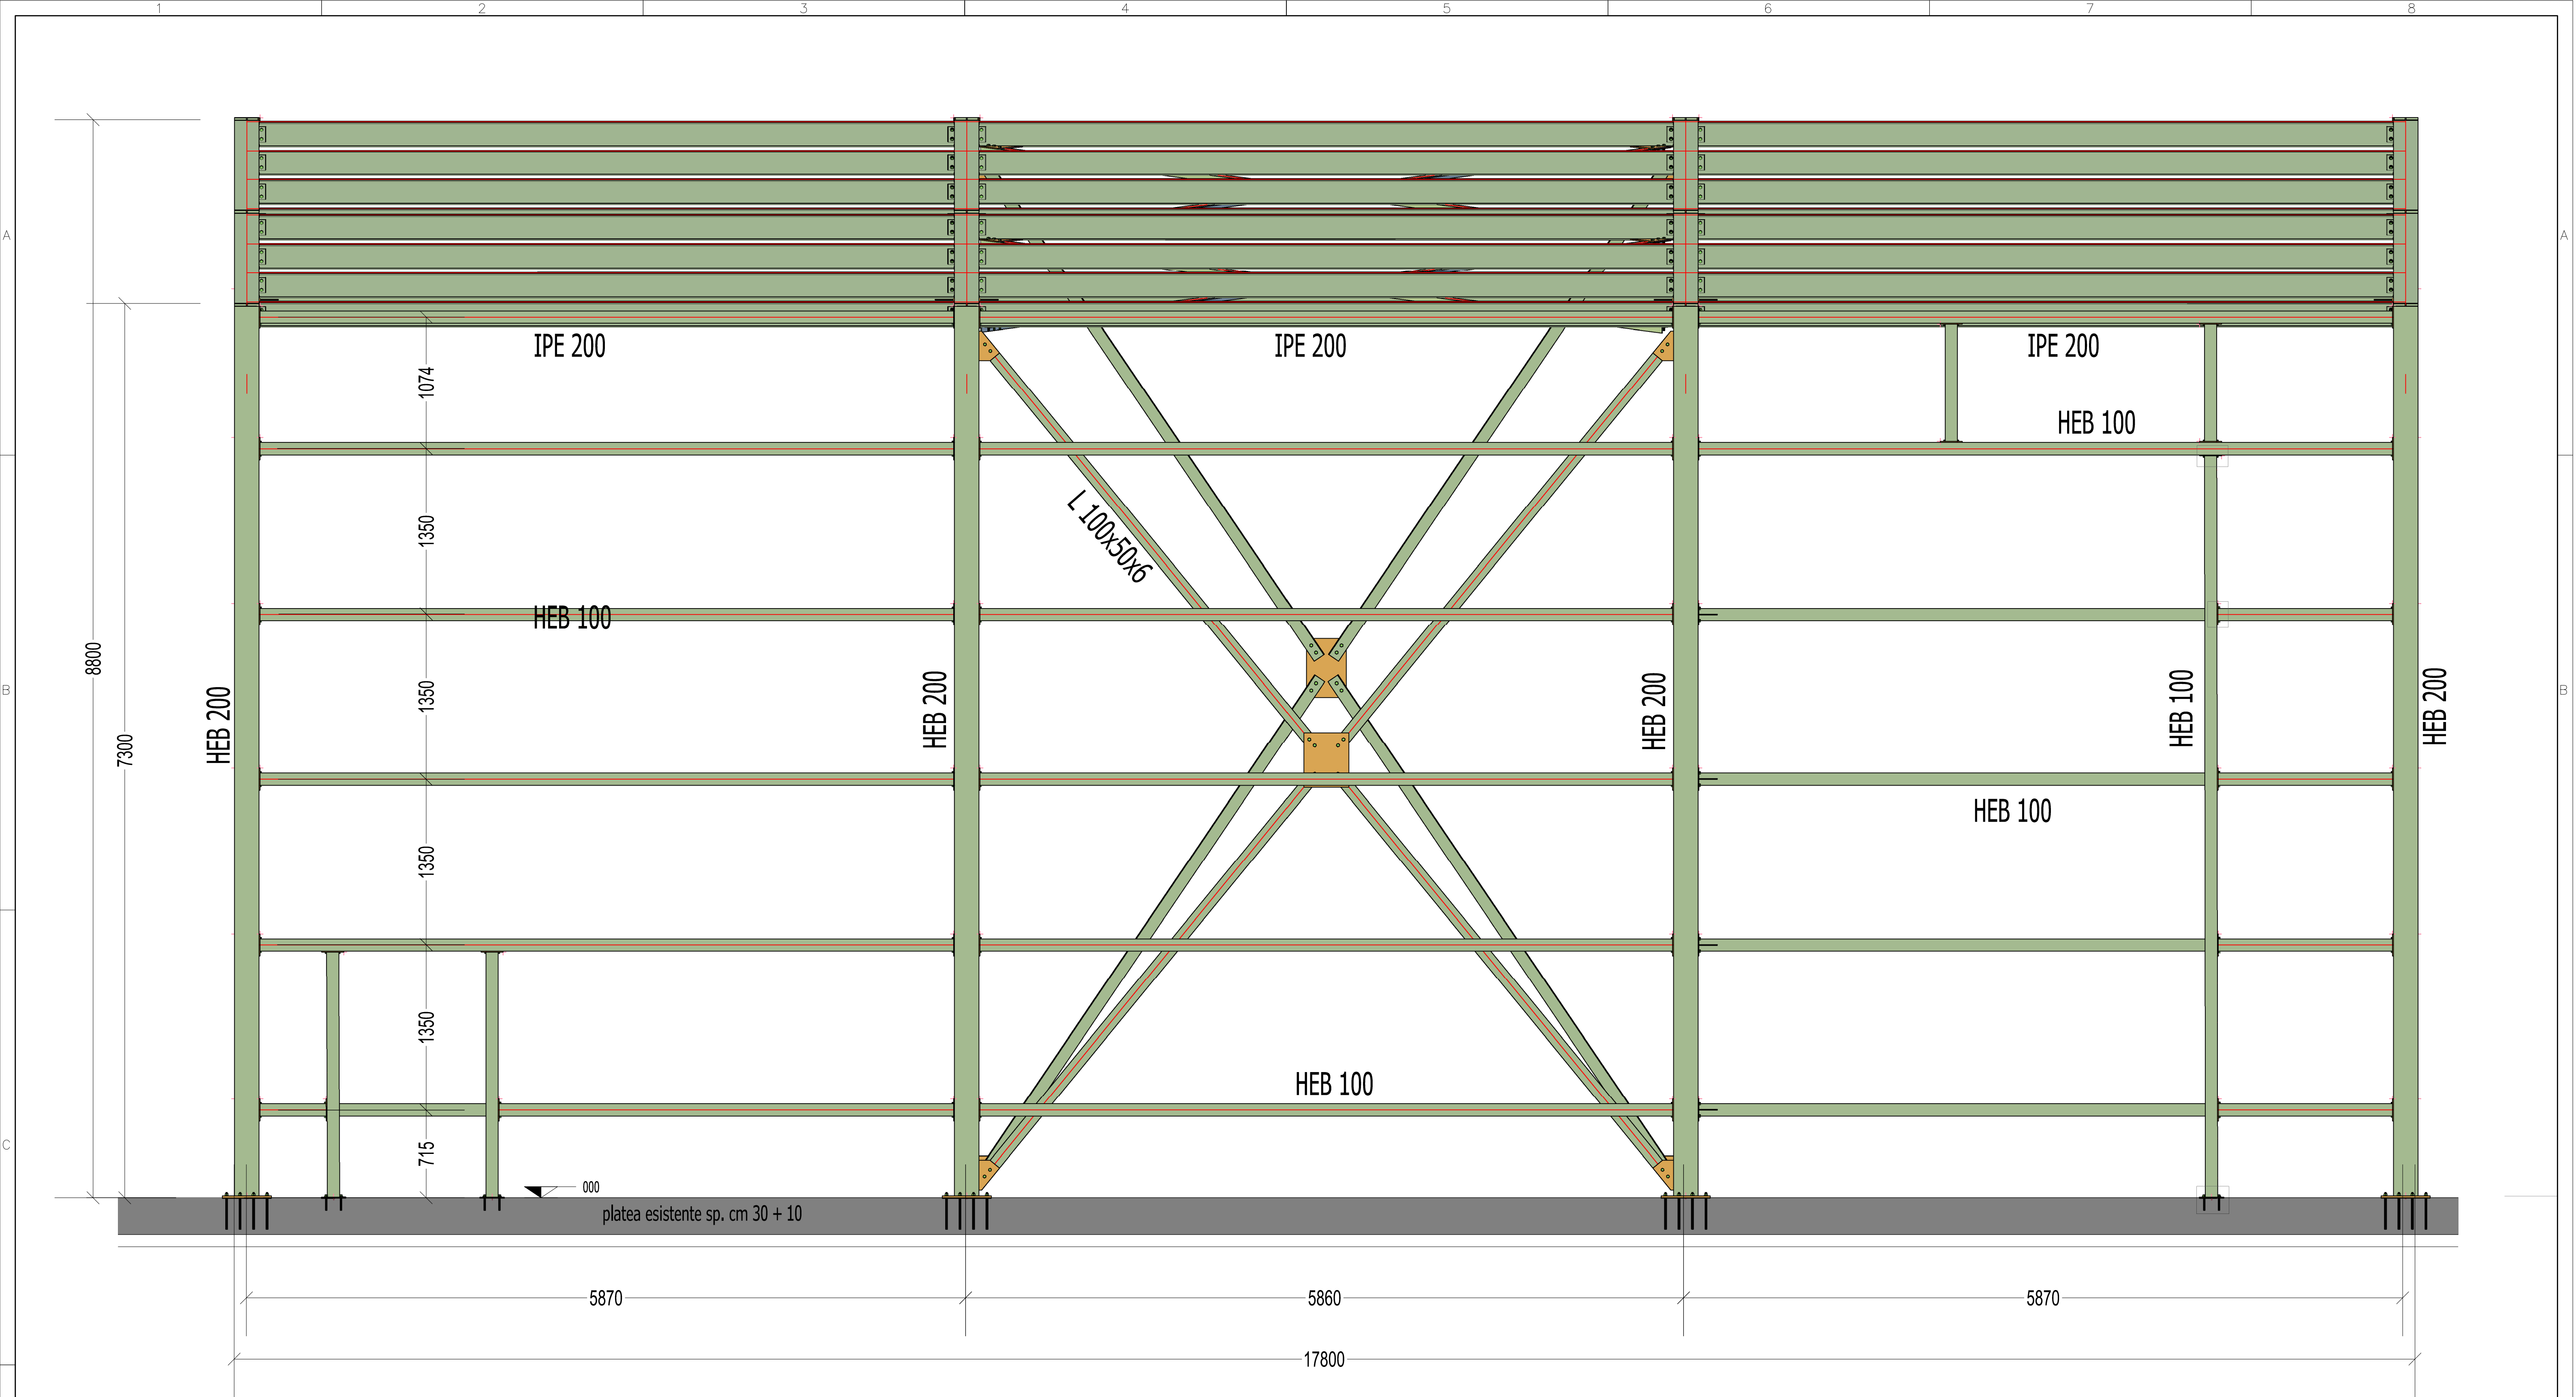 1 2 3 4 5 6 7 8
A A
IPE 200 IPE 200 IPE 200
1074
HEB 100
1350
L 100x50x6
HEB 100
8800
7300
HEB 200
1350
HEB 200
HEB 200
HEB 100
HEB 200
B B
HEB 100
1350
1350
HEB 100
C
715
000
platea esistente sp. cm 30 + 10
5870 5860 5870
17800